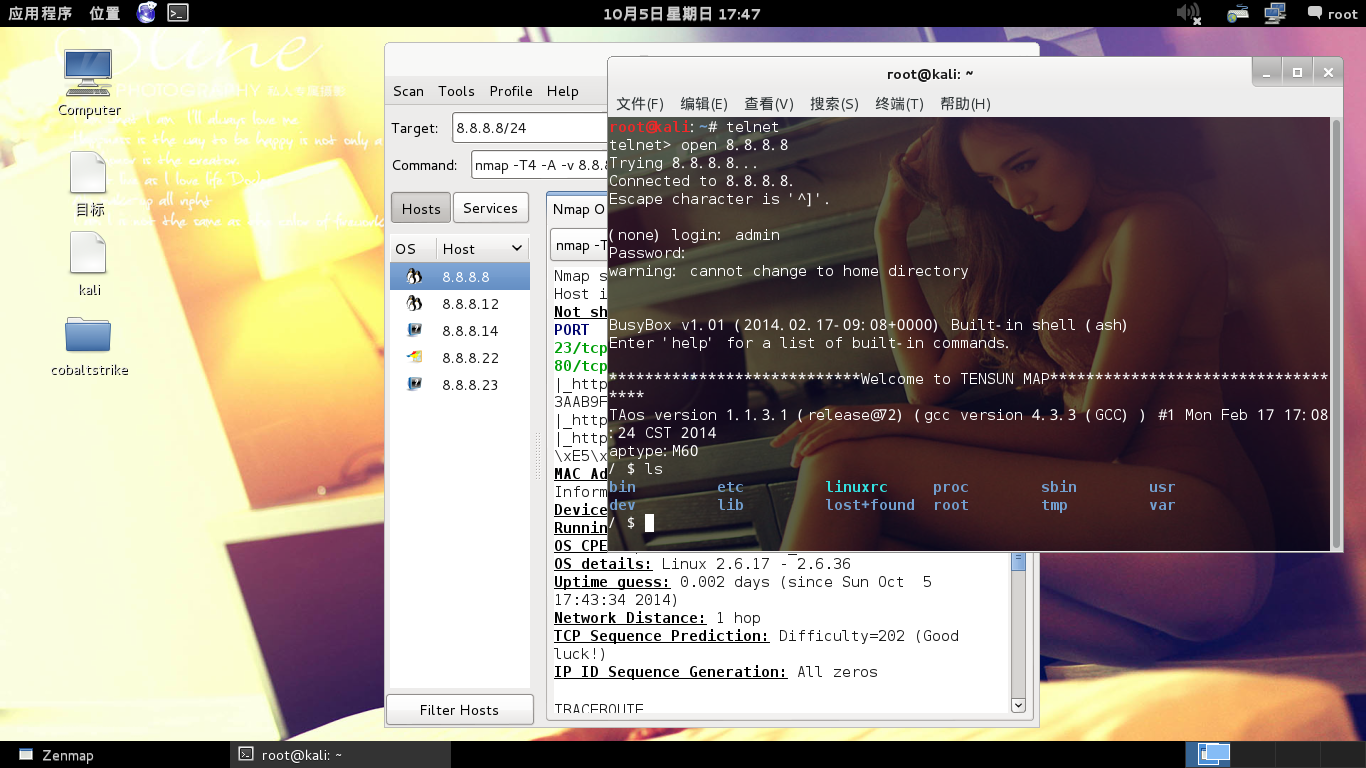 应用程序 位置
10月5日星期日 17:47
root
PHOTOGRAPHY 私人专属摄影
Computer
目标
kali
cobaltstrike
Scan Tools Profile Help
Target: 8.8.8.8/24
Command: nmap -T4 -A -v 8.8.8
Hosts Services
OS Host
8.8.8.8
8.8.8.12
8.8.8.14
8.8.8.22
8.8.8.23
Filter Hosts
Nmap O
nmap -T
Nmap s
Host i
Not sh
PORT
23/tcp
80/tcp
|_http
3AAB9F
|_http
|_http
\xE5\x
MAC Ad
Inform
Device
Runnin
OS CPE
OS details: Linux 2.6.17 - 2.6.36
Uptime guess: 0.002 days (since Sun Oct  5
17:43:34 2014)
Network Distance: 1 hop
TCP Sequence Prediction: Difficulty=202 (Good
luck!)
IP ID Sequence Generation: All zeros
TRACEROUTE
root@kali: ~
文件(F) 编辑(E) 查看(V) 搜索(S) 终端(T) 帮助(H)
root@kali:~# telnet
telnet> open 8.8.8.8
Trying 8.8.8.8...
Connected to 8.8.8.8.
Escape character is '^]'.
(none) login: admin
Password:
warning: cannot change to home directory
BusyBox v1.01 (2014.02.17-09:08+0000) Built-in shell (ash)
Enter 'help' for a list of built-in commands.
****************************Welcome to TENSUN MAP*******************************
****
TAos version 1.1.3.1 (release@72) (gcc version 4.3.3 (GCC) ) #1 Mon Feb 17 17:08
:24 CST 2014
aptype:M60
/ $ ls
bin etc linuxrc proc sbin usr
dev lib lost+found root tmp var
/ $
Zenmap
root@kali: ~